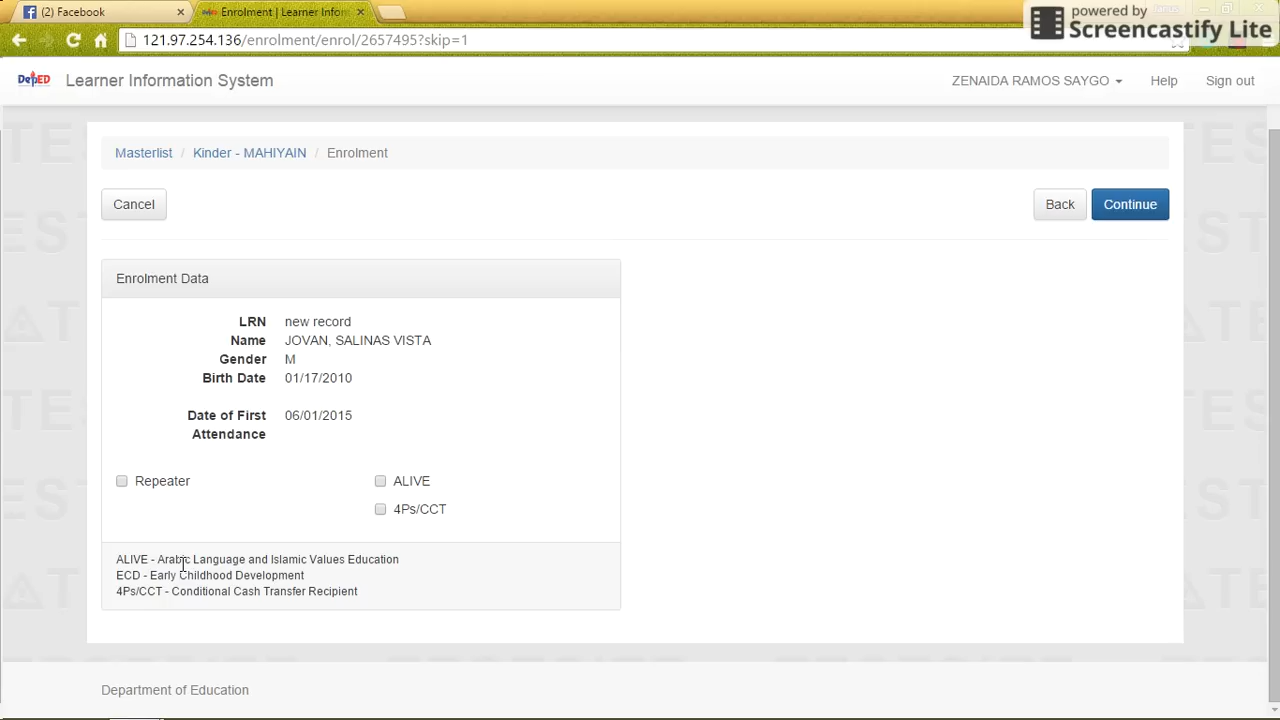 (2) Facebook
Enrolment | Learner Infor
powered by
Screencastify Lite
121.97.254.136/enrolment/
2657495?skip=1
DepED
Learner Information System
ZENAIDA RAMOS SAYGO
Help
Sign out
Masterlist / Kinder - MAHIYAIN / Enrolment
Cancel
Back
Continue
Enrolment Data
LRN new record
Name JOVAN, SALINAS VISTA
Gender M
Birth Date 01/17/2010
Date of First 06/01/2015
Attendance
Repeater
ALIVE
4Ps/CCT
ALIVE - Arabic Language and Islamic Values Education
ECD - Early Childhood Development
4Ps/CCT - Conditional Cash Transfer Recipient
Department of Education